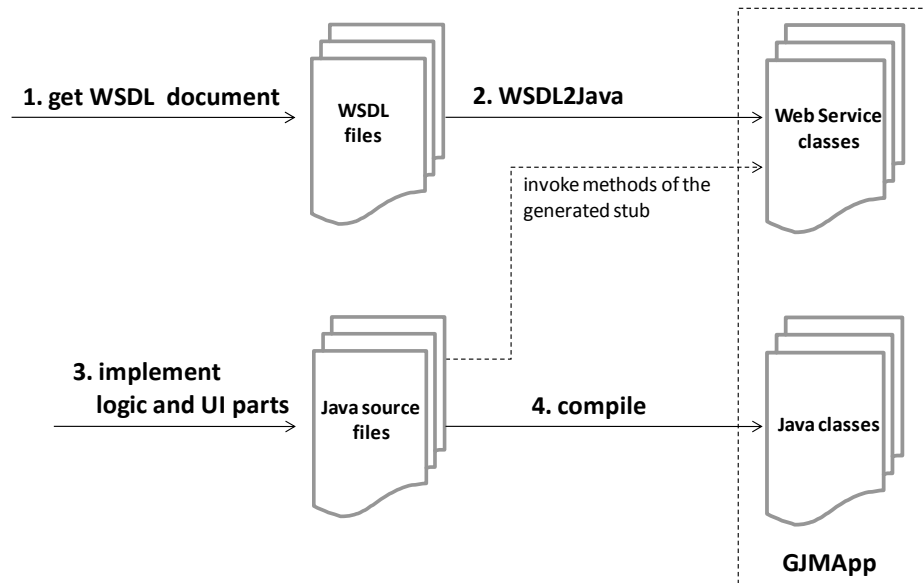 1. get WSDL document
WSDL
files
2. WSDL2Java
Web Service
classes
invoke methods of the
generated stub
3. implement
logic and UI parts
Java source
files
4. compile
Java classes
GJMApp